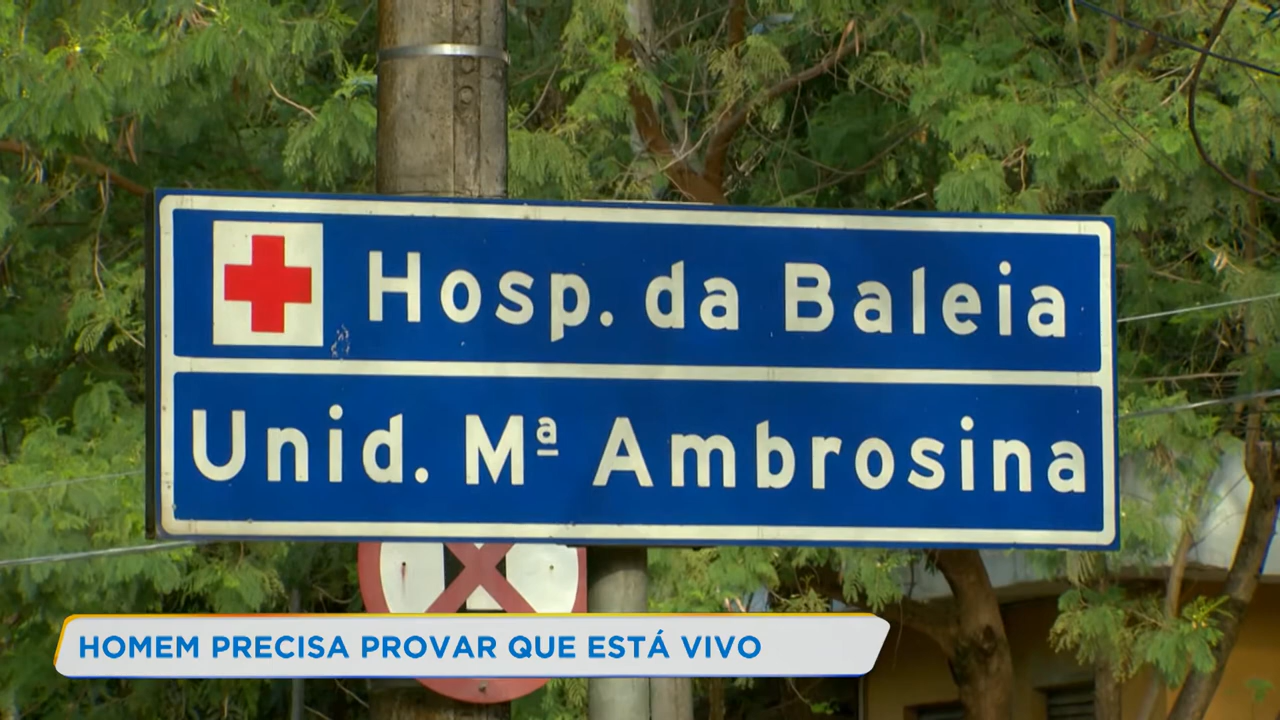 Hosp. da Baleia
Unid. Mª Ambrosina
HOMEM PRECISA PROVAR QUE ESTÁ VIVO